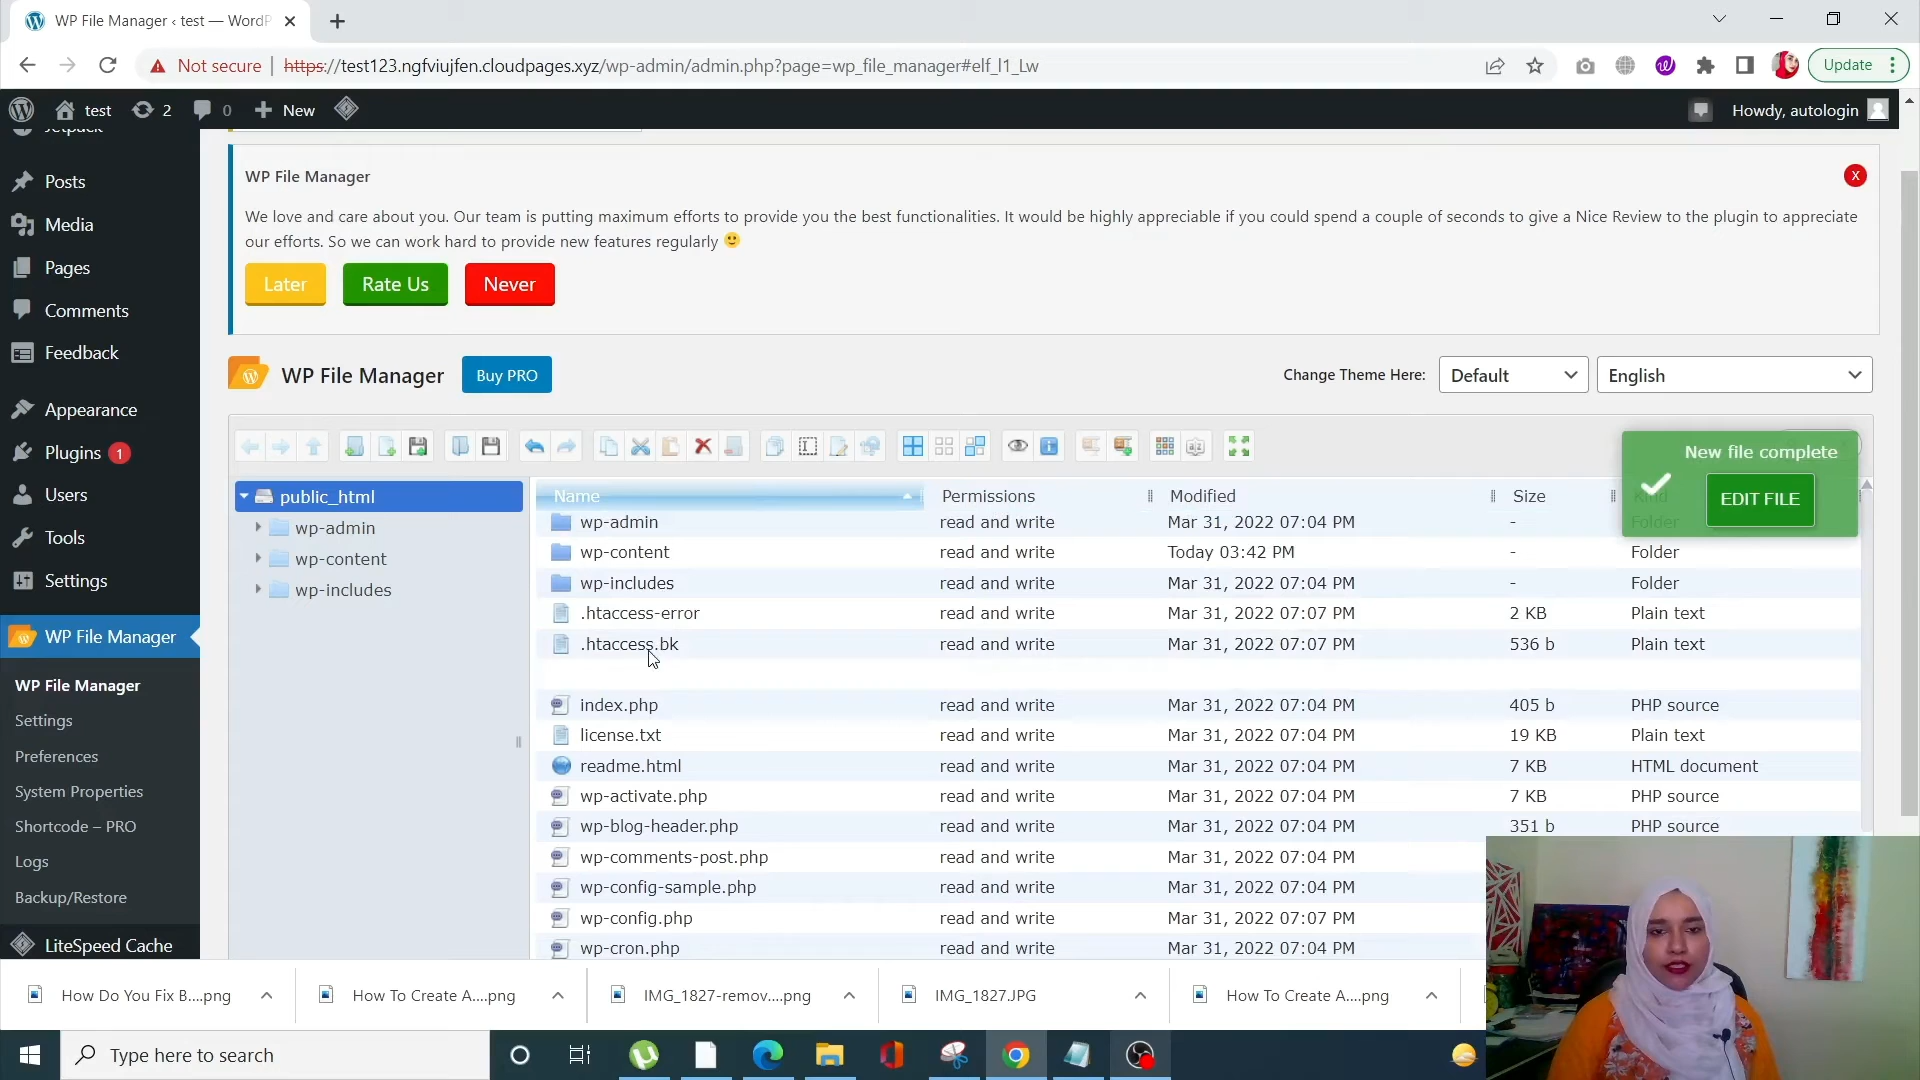 WP File Manager ‹ test — WordP
Not secure
https://test123.ngfviujfen.cloudpages.xyz/wp-admin/admin.php?page=wp_file_manager#elf_l1_Lw
Update
test
2
0
New
Howdy, autologin
Jetpack
Posts
Media
Pages
Comments
Feedback
Appearance
Plugins 1
Users
Tools
Settings
WP File Manager
WP File Manager
Settings
Preferences
System Properties
Shortcode – PRO
Logs
Backup/Restore
LiteSpeed Cache
WP File Manager
X
We love and care about you. Our team is putting maximum efforts to provide you the best functionalities. It would be highly appreciable if you could spend a couple of seconds to give a Nice Review to the plugin to appreciate
our efforts. So we can work hard to provide new features regularly 🙂
Later
Rate Us
Never
WP File Manager
Buy PRO
Change Theme Here:
Default
English
New file complete
EDIT FILE
public_html
wp-admin
wp-content
wp-includes
Name Permissions Modified Size Kind
wp-admin read and write Mar 31, 2022 07:04 PM - Folder
wp-content read and write Today 03:42 PM - Folder
wp-includes read and write Mar 31, 2022 07:04 PM - Folder
.htaccess-error read and write Mar 31, 2022 07:07 PM 2 KB Plain text
.htaccess.bk read and write Mar 31, 2022 07:07 PM 536 b Plain text
index.php read and write Mar 31, 2022 07:04 PM 405 b PHP source
license.txt read and write Mar 31, 2022 07:04 PM 19 KB Plain text
readme.html read and write Mar 31, 2022 07:04 PM 7 KB HTML document
wp-activate.php read and write Mar 31, 2022 07:04 PM 7 KB PHP source
wp-blog-header.php read and write Mar 31, 2022 07:04 PM 351 b PHP source
wp-comments-post.php read and write Mar 31, 2022 07:04 PM
wp-config-sample.php read and write Mar 31, 2022 07:04 PM
wp-config.php read and write Mar 31, 2022 07:07 PM
wp-cron.php read and write Mar 31, 2022 07:04 PM
How Do You Fix B....png
How To Create A....png
IMG_1827-remov....png
IMG_1827.JPG
How To Create A....png
Type here to search